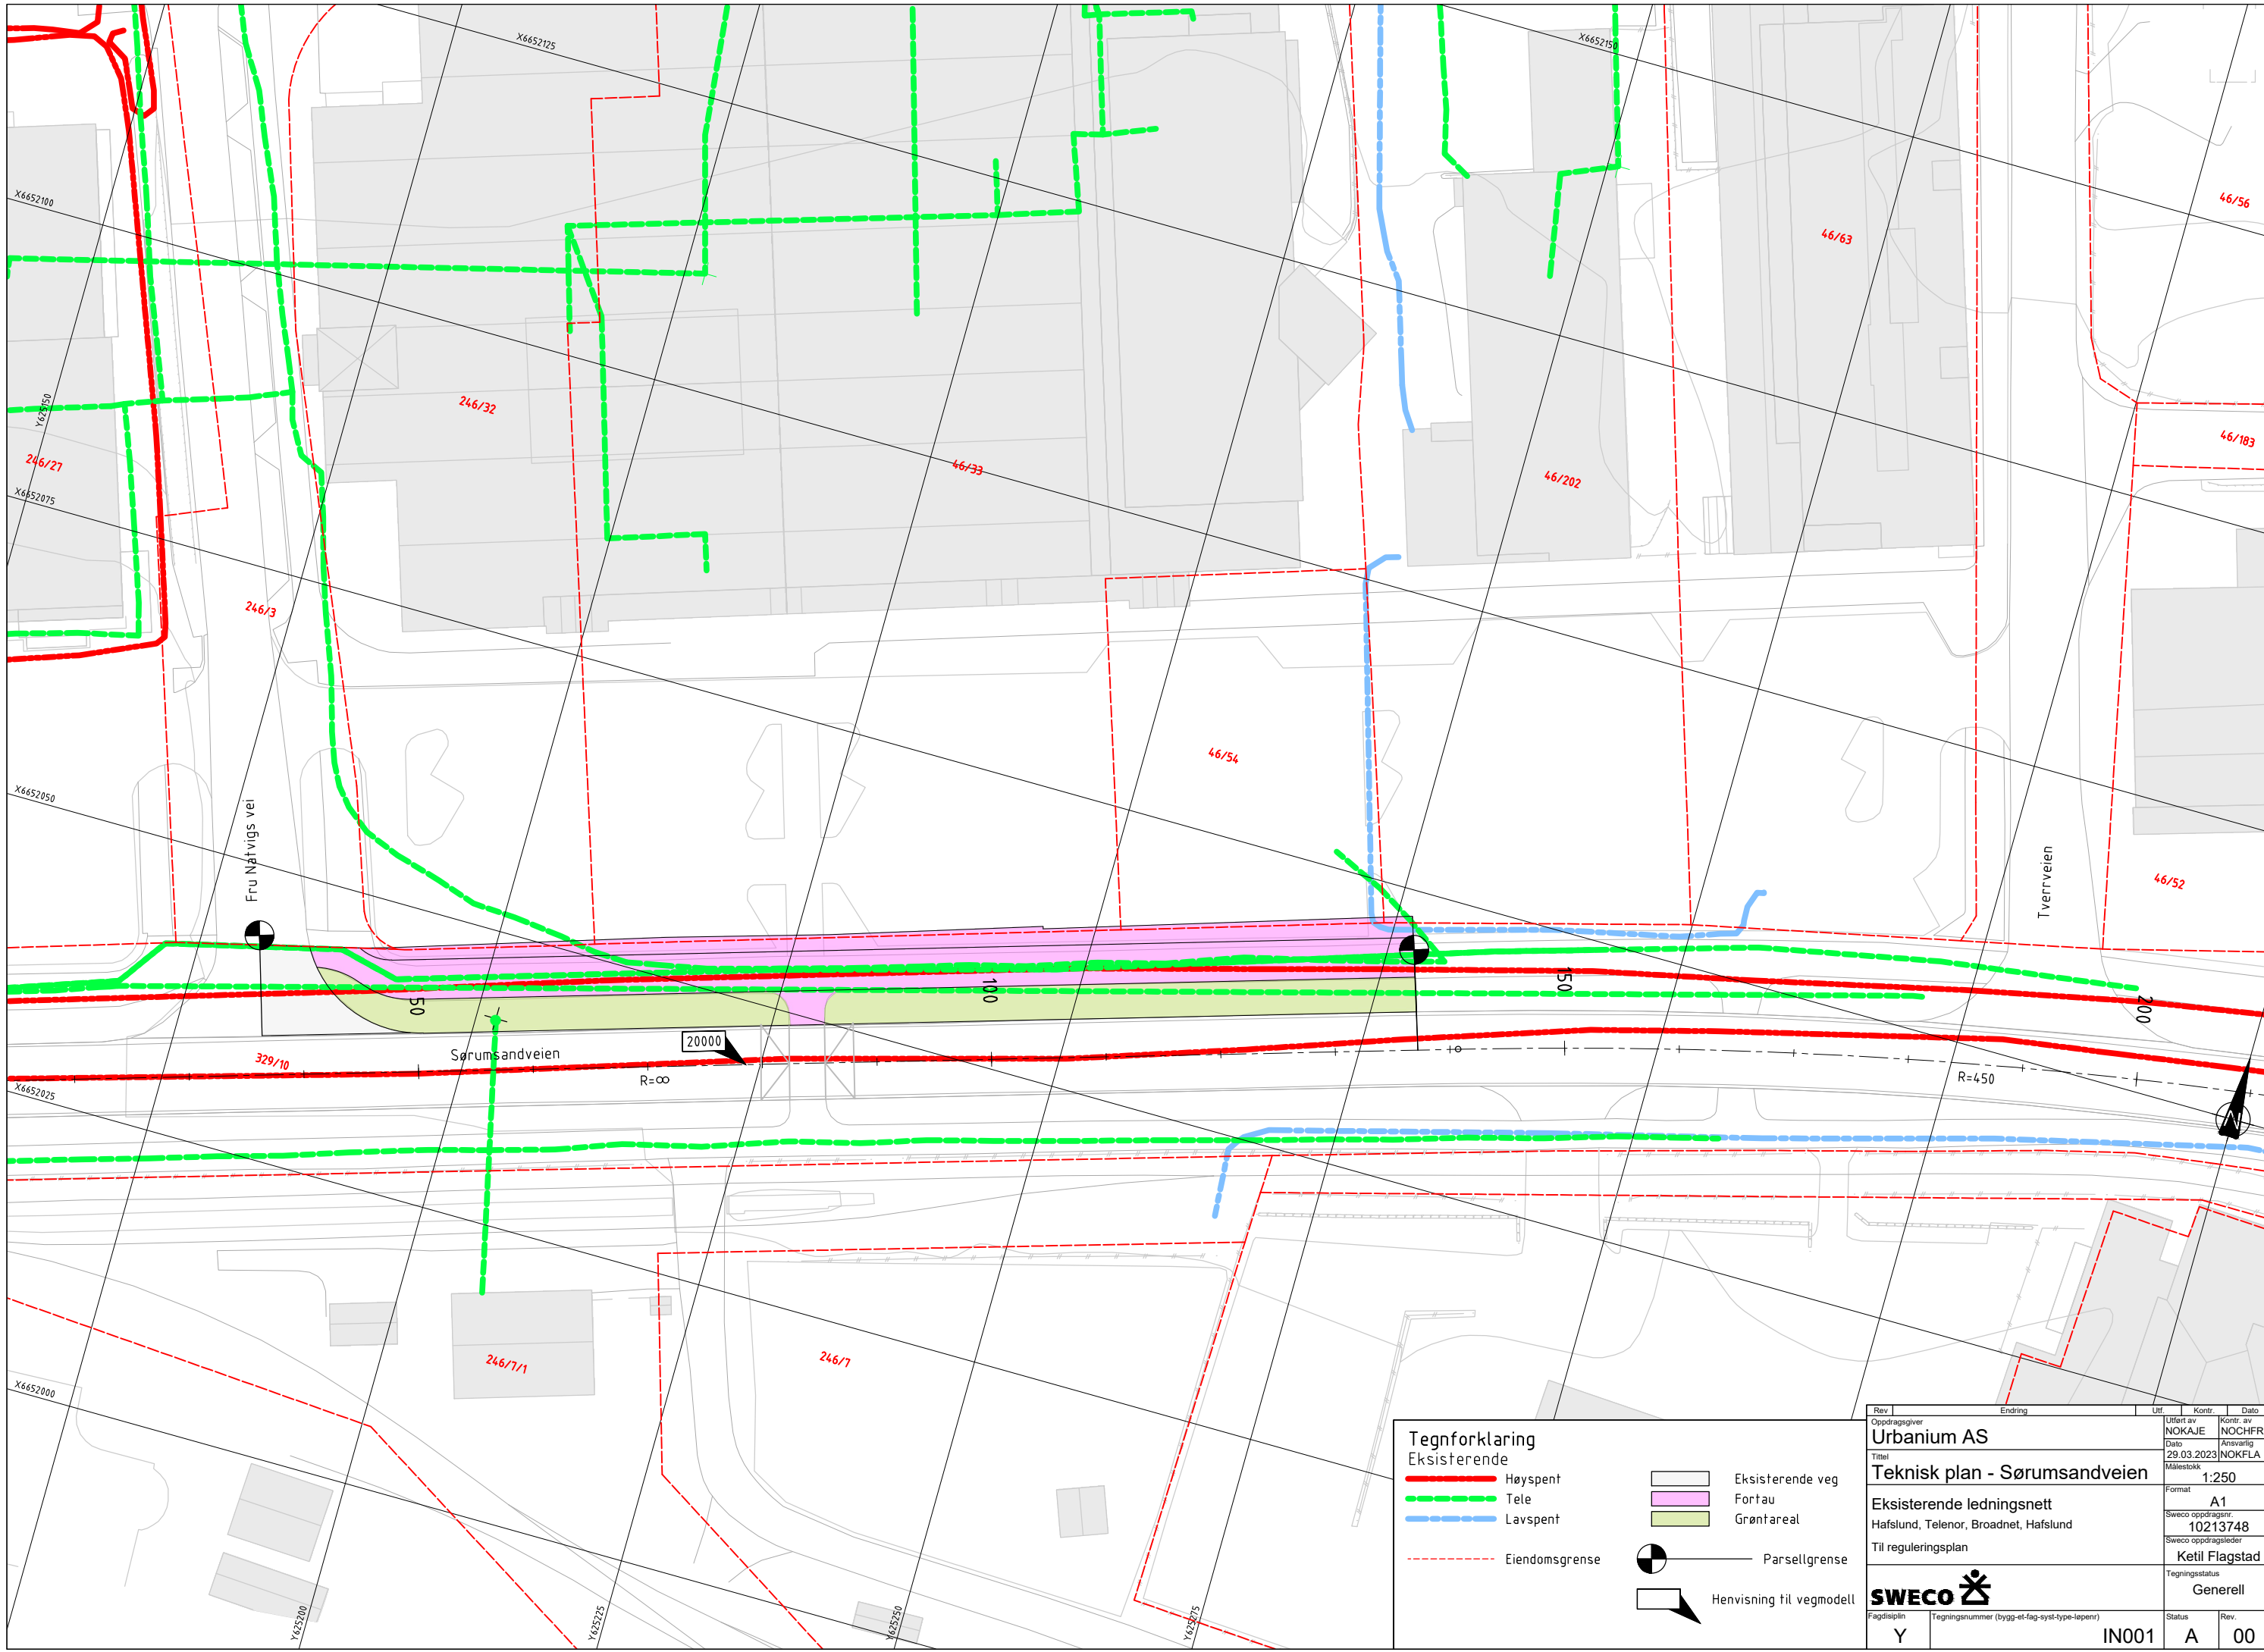 X6652125
X6652150
X6652100
46/56
46/63
Y625150
246/32
46/183
246/27
46/33
46/202
X6652075
246/3
46/54
X6652050
Fru Natvigs vei
Tverrveien
46/52
50
100
150
200
20000
Sørumsandveien
329/10
R=∞
R=450
X6652025
N
246/7/1
246/7
X6652000
Y625200
Y625225
Y625250
Y625275
Tegnforklaring
Eksisterende
Høyspent
Eksisterende veg
Tele
Fortau
Lavspent
Grøntareal
Eiendomsgrense
Parsellgrense
Henvisning til vegmodell
Rev Endring Utf. Kontr. Dato
Oppdragsgiver
Urbanium AS
Utført av
NOKAJE
Kontr. av
NOCHFR
Dato
29.03.2023
Ansvarlig
NOKFLA
Tittel
Teknisk plan - Sørumsandveien
Målestokk
1:250
Eksisterende ledningsnett
Hafslund, Telenor, Broadnet, Hafslund
Til reguleringsplan
Format
A1
Sweco oppdragsnr.
10213748
Sweco oppdragsleder
Ketil Flagstad
Tegningsstatus
Generell
SWECO
Fagdisiplin
Y
Tegningsnummer (bygg-et-fag-syst-type-løpenr)
IN001
Status
A
Rev.
00